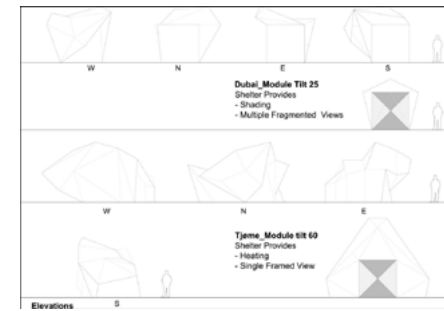 W N E S
Dubai_Module Tilt 25
Shelter Provides
- Shading
- Multiple Fragmented Views
W N E
Tjøme_Module tilt 60
Shelter Provides
- Heating
- Single Framed View
S
Elevations